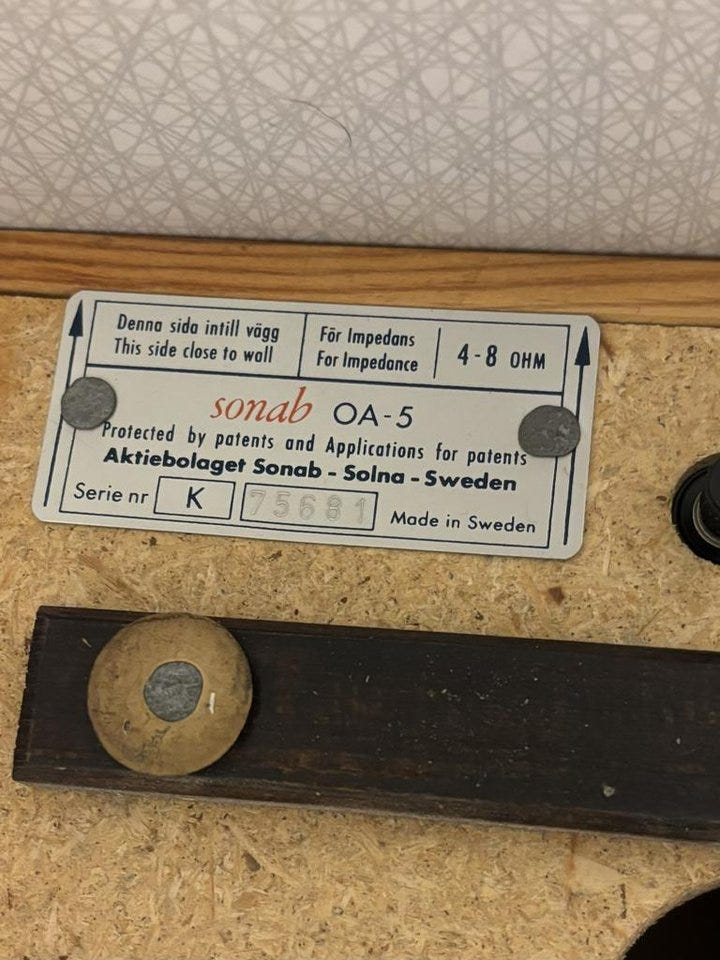 Denna sida intill vägg
This side close to wall
För Impedans
For Impedance
4-8 OHM
sonab OA-5
Protected by patents and Applications for patents
Aktiebolaget Sonab - Solna - Sweden
Serie nr K 75681 Made in Sweden